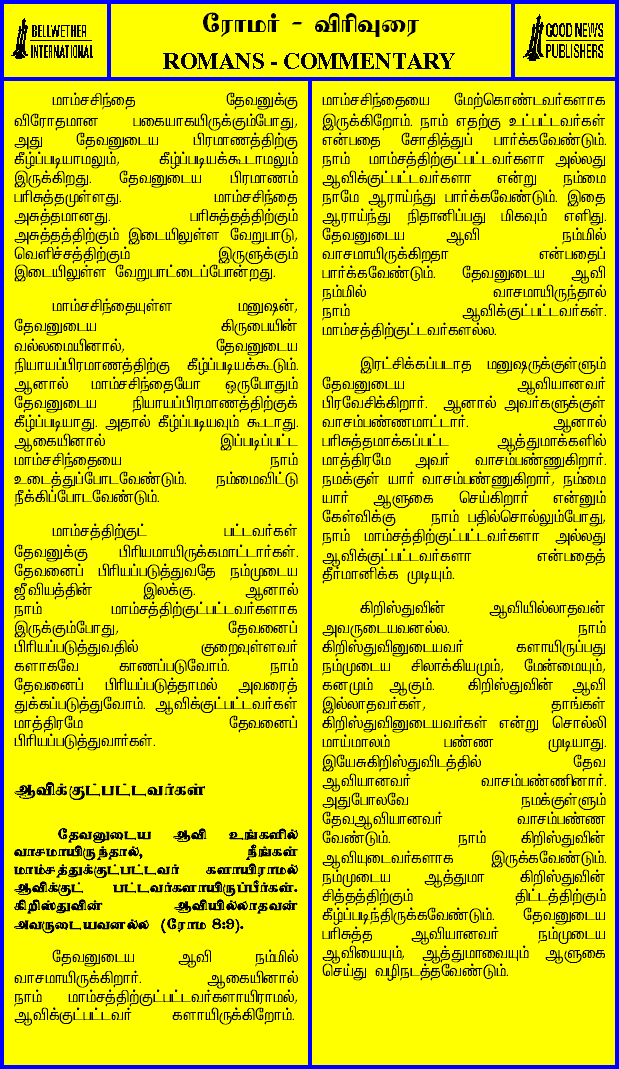 BELLWETHER
INTERNATIONAL
ரோமர் - விரிவுரை
ROMANS - COMMENTARY
GOOD NEWS
PUBLISHERS
மாம்சசிந்தை தேவனுக்கு
விரோதமான பகையாகயிருக்கும்போது,
அது தேவனுடைய பிரமாணத்திற்கு
கீழ்ப்படியாமலும், கீழ்ப்படியக்கூடாமலும்
இருக்கிறது. தேவனுடைய பிரமாணம்
பரிசுத்தமுள்ளது. மாம்சசிந்தை
அசுத்தமானது. பரிசுத்தத்திற்கும்
அசுத்தத்திற்கும் இடையிலுள்ள வேறுபாடு,
வெளிச்சத்திற்கும் இருளுக்கும்
இடையிலுள்ள வேறுபாட்டைப்போன்றது.
மாம்சசிந்தையுள்ள மனுஷன்,
தேவனுடைய கிருபையின்
வல்லமையினால், தேவனுடைய
நியாயப்பிரமாணத்திற்கு கீழ்ப்படியக்கூடும்.
ஆனால் மாம்சசிந்தையோ ஒருபோதும்
தேவனுடைய நியாயப்பிரமாணத்திற்குக்
கீழ்ப்படியாது. அதால் கீழ்ப்படியவும் கூடாது.
ஆகையினால் இப்படிப்பட்ட
மாம்சசிந்தையை நாம்
உடைத்துப்போடவேண்டும். நம்மைவிட்டு
நீக்கிப்போடவேண்டும்.
மாம்சத்திற்குட் பட்டவர்கள்
தேவனுக்கு பிரியமாயிருக்கமாட்டார்கள்.
தேவனைப் பிரியப்படுத்துவதே நம்முடைய
ஜீவியத்தின் இலக்கு. ஆனால்
நாம் மாம்சத்திற்குட்பட்டவர்களாக
இருக்கும்போது, தேவனைப்
பிரியப்படுத்துவதில் குறைவுள்ளவர்
களாகவே காணப்படுவோம். நாம்
தேவனைப் பிரியப்படுத்தாமல் அவரைத்
துக்கப்படுத்துவோம். ஆவிக்குட்பட்டவர்கள்
மாத்திரமே தேவனைப்
பிரியப்படுத்துவார்கள்.
ஆவிக்குட்பட்டவர்கள்
தேவனுடைய ஆவி உங்களில்
வாசமாயிருந்தால், நீங்கள்
மாம்சத்துக்குட்பட்டவர் களாயிராமல்
ஆவிக்குட் பட்டவர்களாயிருப்பீர்கள்.
கிறிஸ்துவின் ஆவியில்லாதவன்
அவருடையவனல்ல (ரோம 8:9).
தேவனுடைய ஆவி நம்மில்
வாசமாயிருக்கிறார். ஆகையினால்
நாம் மாம்சத்திற்குட்பட்டவர்களாயிராமல்,
ஆவிக்குட்பட்டவர் களாயிருக்கிறோம்.
மாம்சசிந்தையை மேற்கொண்டவர்களாக
இருக்கிறோம். நாம் எதற்கு உட்பட்டவர்கள்
என்பதை சோதித்துப் பார்க்கவேண்டும்.
நாம் மாம்சத்திற்குட்பட்டவர்களா அல்லது
ஆவிக்குட்பட்டவர்களா என்று நம்மை
நாமே ஆராய்ந்து பார்க்கவேண்டும். இதை
ஆராய்ந்து நிதானிப்பது மிகவும் எளிது.
தேவனுடைய ஆவி நம்மில்
வாசமாயிருக்கிறதா என்பதைப்
பார்க்கவேண்டும். தேவனுடைய ஆவி
நம்மில் வாசமாயிருந்தால்
நாம் ஆவிக்குட்பட்டவர்கள்.
மாம்சத்திற்குட்டவர்களல்ல.
இரட்சிக்கப்படாத மனுஷருக்குள்ளும்
தேவனுடைய ஆவியானவர்
பிரவேசிக்கிறார். ஆனால் அவர்களுக்குள்
வாசம்பண்ணமாட்டார். ஆனால்
பரிசுத்தமாக்கப்பட்ட ஆத்துமாக்களில்
மாத்திரமே அவர் வாசம்பண்ணுகிறார்.
நமக்குள் யார் வாசம்பண்ணுகிறார், நம்மை
யார் ஆளுகை செய்கிறார் என்னும்
கேள்விக்கு நாம் பதில்சொல்லும்போது,
நாம் மாம்சத்திற்குட்பட்டவர்களா அல்லது
ஆவிக்குட்பட்டவர்களா என்பதைத்
தீர்மானிக்க முடியும்.
கிறிஸ்துவின் ஆவியில்லாதவன்
அவருடையவனல்ல. நாம்
கிறிஸ்துவினுடையவர் களாயிருப்பது
நம்முடைய சிலாக்கியமும், மேன்மையும்,
கனமும் ஆகும். கிறிஸ்துவின் ஆவி
இல்லாதவர்கள், தாங்கள்
கிறிஸ்துவினுடையவர்கள் என்று சொல்லி
மாய்மாலம் பண்ண முடியாது.
இயேசுகிறிஸ்துவிடத்தில் தேவ
ஆவியானவர் வாசம்பண்ணினார்.
அதுபோலவே நமக்குள்ளும்
தேவஆவியானவர் வாசம்பண்ண
வேண்டும். நாம் கிறிஸ்துவின்
ஆவியுடைவர்களாக இருக்கவேண்டும்.
நம்முடைய ஆத்துமா கிறிஸ்துவின்
சித்தத்திற்கும் திட்டத்திற்கும்
கீழ்ப்படிந்திருக்கவேண்டும். தேவனுடைய
பரிசுத்த ஆவியானவர் நம்முடைய
ஆவியையும், ஆத்துமாவையும் ஆளுகை
செய்து வழிநடத்தவேண்டும்.